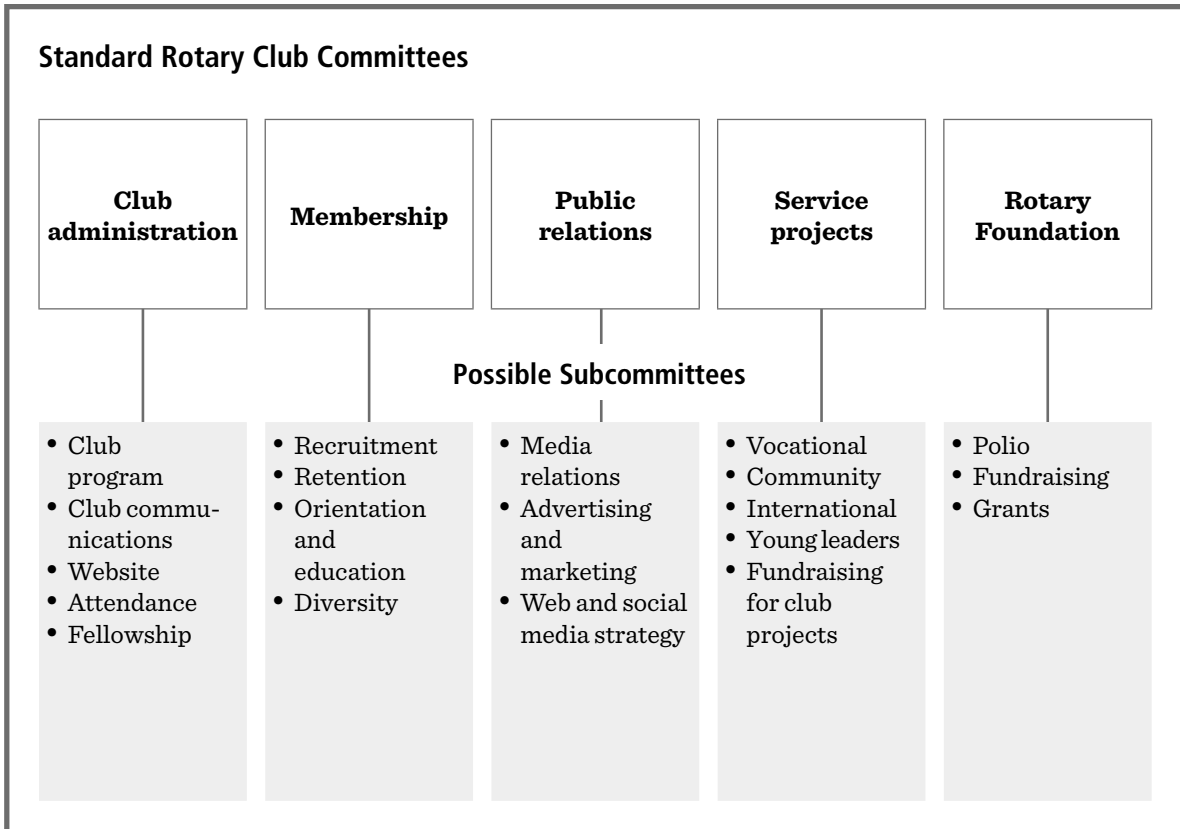 Standard Rotary Club Committees
Club
administration
Membership
Public
relations
Service
projects
Rotary
Foundation
Possible Subcommittees
• Club
program
• Club commu-
nications
• Website
• Attendance
• Fellowship
• Recruitment
• Retention
• Orientation
and
education
• Diversity
• Media
relations
• Advertising
and
marketing
• Web and social
media strategy
• Vocational
• Community
• International
• Young leaders
• Fundraising
for club
projects
• Polio
• Fundraising
• Grants